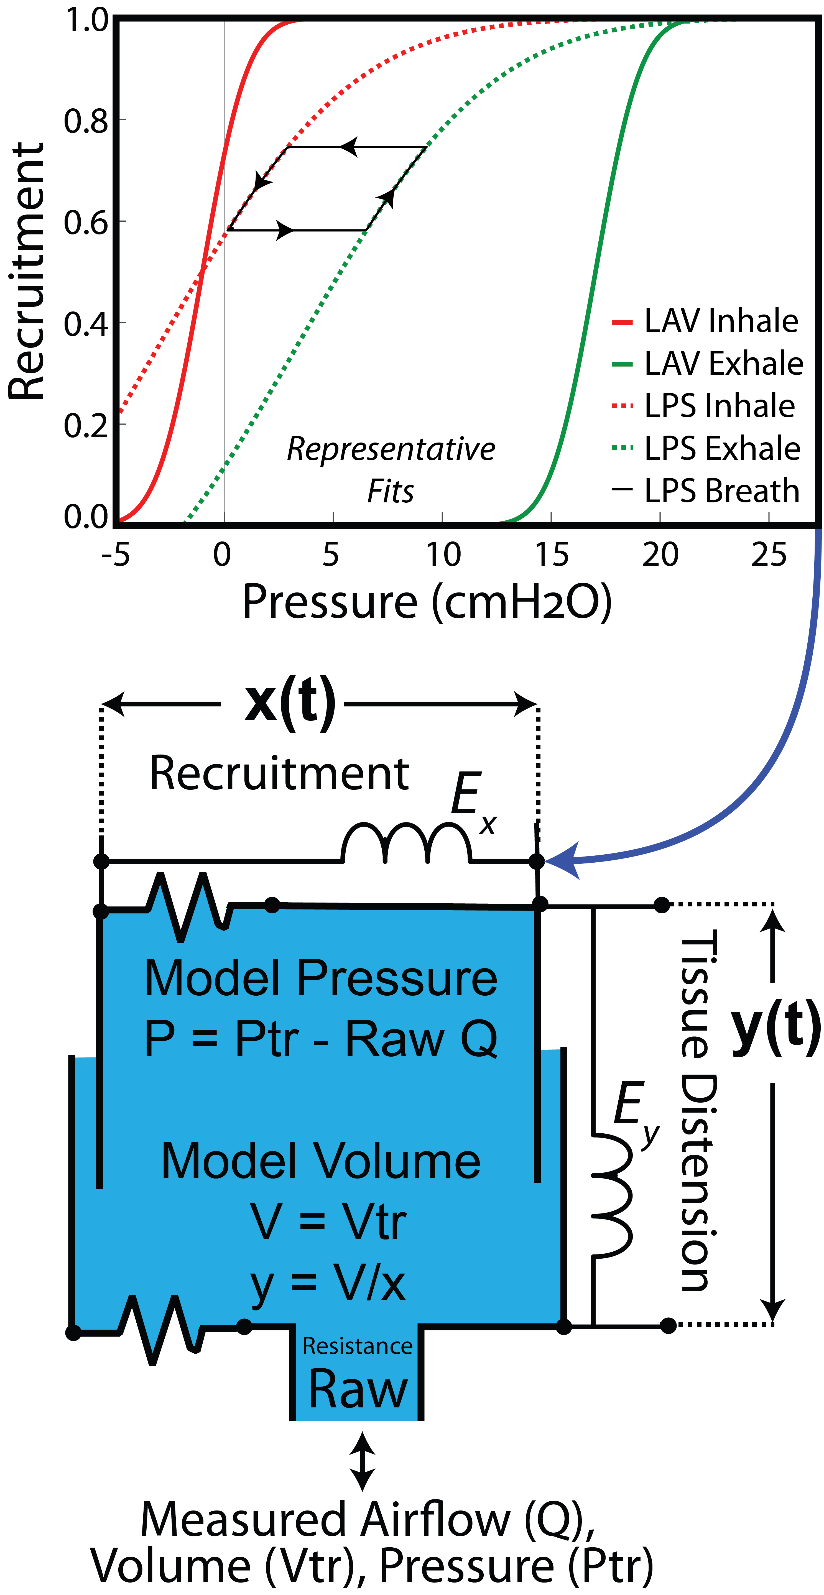 Recruitment
1.0
0.8
0.6
0.4
0.2
0.0
-5
0
5
10
15
20
25
Pressure (cmH2O)
LAV Inhale
LAV Exhale
LPS Inhale
LPS Exhale
LPS Breath
Representative
Fits
x(t)
Recruitment
Ex
Model Pressure
P = Ptr - Raw Q
Model Volume
V = Vtr
y = V/x
Ey
Tissue Distension
y(t)
Resistance
Raw
Measured Airflow (Q),
Volume (Vtr), Pressure (Ptr)